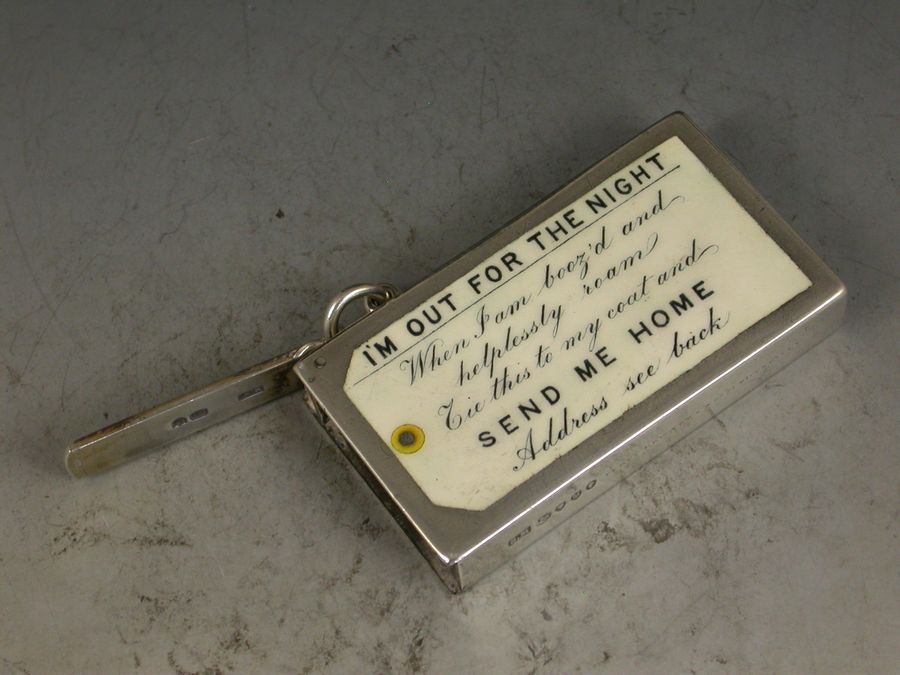 I'M OUT FOR THE NIGHT
When I am booz'd and
helplessly roam
Tie this to my coat and
SEND ME HOME
Address see back